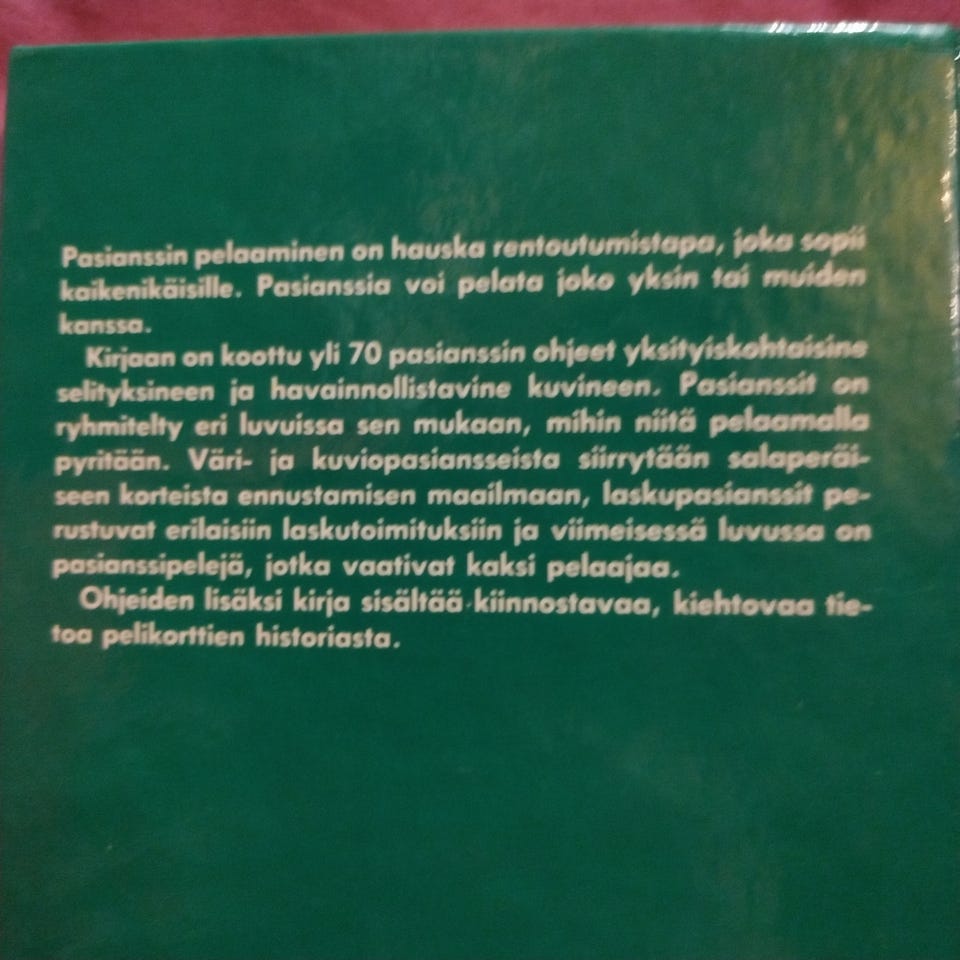 Pasianssin pelaaminen on hauska rentoutumistapa, joka sopii
kaikenikäisille. Pasianssia voi pelata joko yksin tai muiden
kanssa.
Kirjaan on koottu yli 70 pasianssin ohjeet yksityiskohtaisine
selityksineen ja havainnollistavine kuvineen. Pasianssit on
ryhmitelty eri luvuissa sen mukaan, mihin niitä pelaamalla
pyritään. Väri- ja kuviopasiansseista siirrytään salaperäi-
seen korteista ennustamisen maailmaan, laskupasianssit pe-
rustuvat erilaisiin laskutoimituksiin ja viimeisessä luvussa on
pasianssipelejä, jotka vaativat kaksi pelaajaa.
Ohjeiden lisäksi kirja sisältää kiinnostavaa, kiehtovaa tie-
toa pelikorttien historiasta.